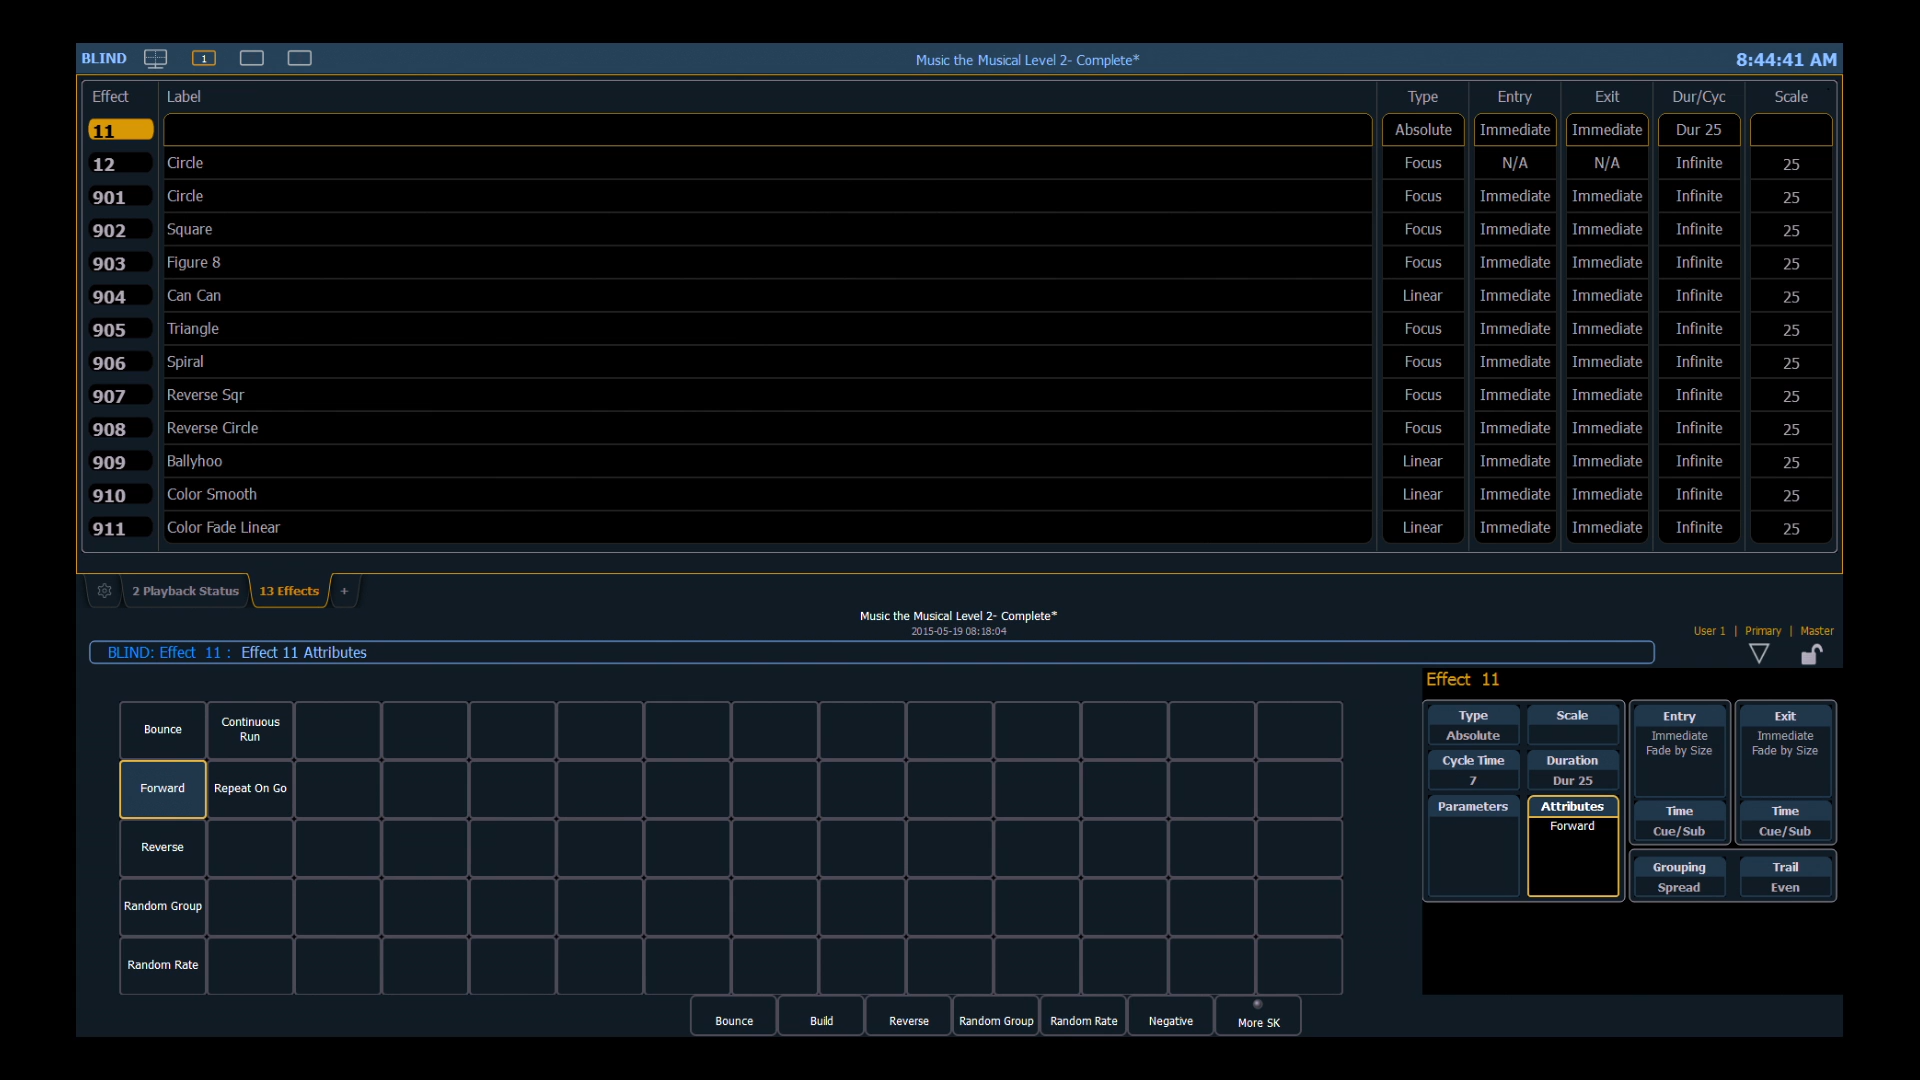 BLIND 1 Music the Musical Level 2- Complete* 8:44:41 AM
Effect Label Type Entry Exit Dur/Cyc Scale
11 Absolute Immediate Immediate Dur 25
12 Circle Focus N/A N/A Infinite 25
901 Circle Focus Immediate Immediate Infinite 25
902 Square Focus Immediate Immediate Infinite 25
903 Figure 8 Focus Immediate Immediate Infinite 25
904 Can Can Linear Immediate Immediate Infinite 25
905 Triangle Focus Immediate Immediate Infinite 25
906 Spiral Focus Immediate Immediate Infinite 25
907 Reverse Sqr Focus Immediate Immediate Infinite 25
908 Reverse Circle Focus Immediate Immediate Infinite 25
909 Ballyhoo Linear Immediate Immediate Infinite 25
910 Color Smooth Linear Immediate Immediate Infinite 25
911 Color Fade Linear Linear Immediate Immediate Infinite 25
2 Playback Status 13 Effects +
Music the Musical Level 2- Complete*
2015-05-19 08:18:04
User 1 | Primary | Master
BLIND: Effect 11 : Effect 11 Attributes
Bounce
Continuous
Run
Forward
Repeat On Go
Reverse
Random Group
Random Rate
Effect 11
Type
Absolute
Scale
Cycle Time
7
Duration
Dur 25
Parameters
Attributes
Forward
Entry
Immediate
Fade by Size
Time
Cue/Sub
Exit
Immediate
Fade by Size
Time
Cue/Sub
Grouping
Spread
Trail
Even
Bounce Build Reverse Random Group Random Rate Negative More SK